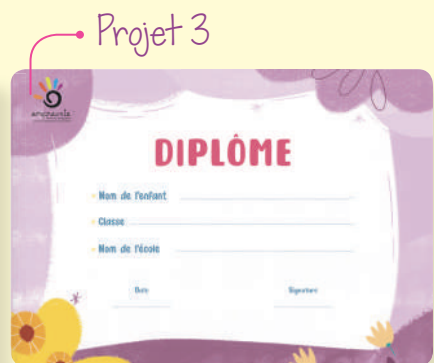 Projet 3
DIPLÔME
Nom de l'enfant
Classe
Nom de l'école
Date
Signature